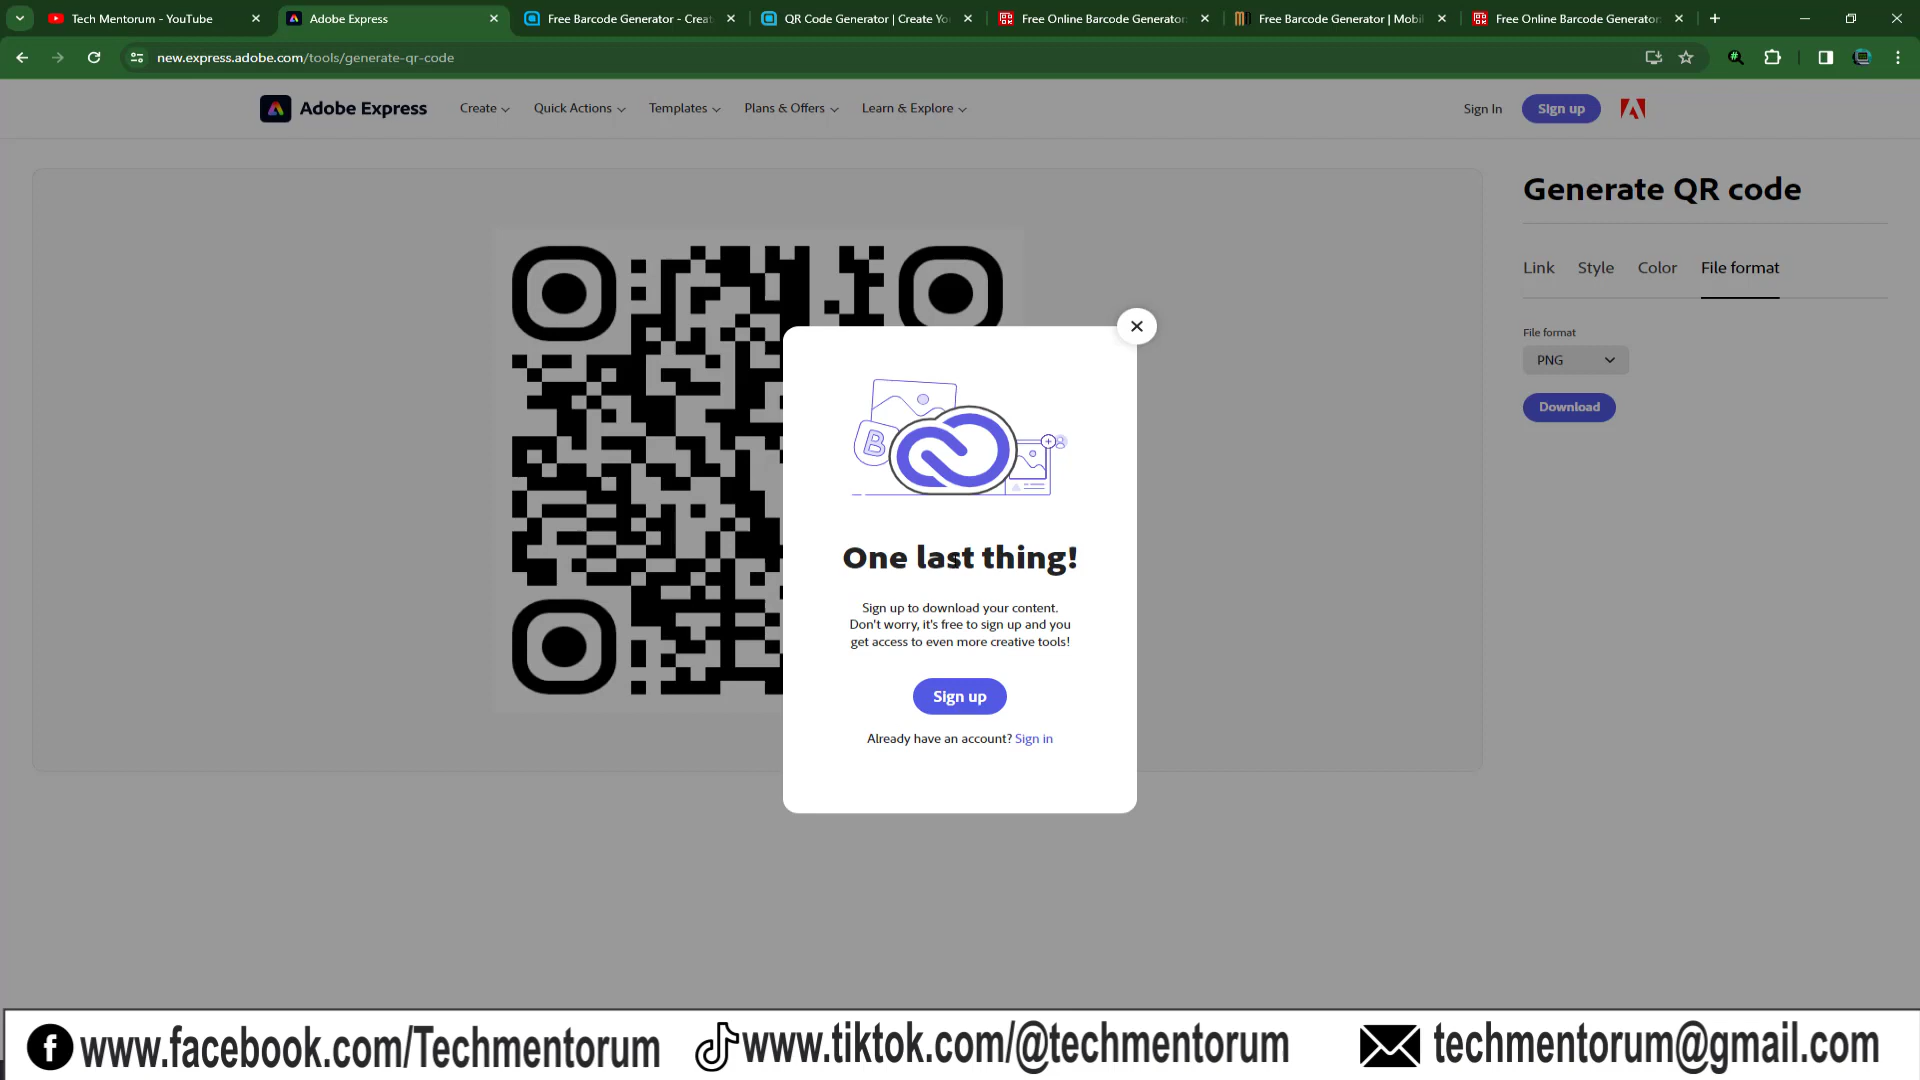 Tech Mentorum - YouTube
Adobe Express
Free Barcode Generator - Creat
QR Code Generator | Create Yo
Free Online Barcode Generator
Free Barcode Generator | Mobil
Free Online Barcode Generator
new.express.adobe.com/tools/generate-qr-code
Adobe Express
Create
Quick Actions
Templates
Plans & Offers
Learn & Explore
Sign In
Sign up
Generate QR code
Link
Style
Color
File format
File format
PNG
Download
B
One last thing!
Sign up to download your content.
Don't worry, it's free to sign up and you
get access to even more creative tools!
Sign up
Already have an account? Sign in
www.facebook.com/Techmentorum
www.tiktok.com/@techmentorum
techmentorum@gmail.com